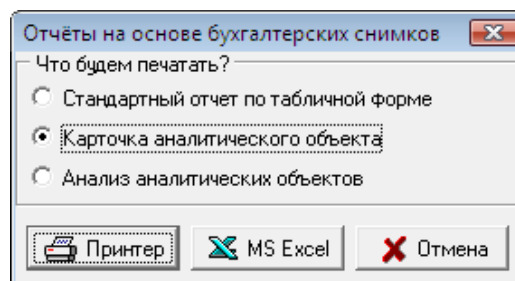 Отчёты на основе бухгалтерских снимков
Что будем печатать?
Стандартный отчет по табличной форме
Карточка аналитического объекта
Анализ аналитических объектов
Принтер MS Excel Отмена